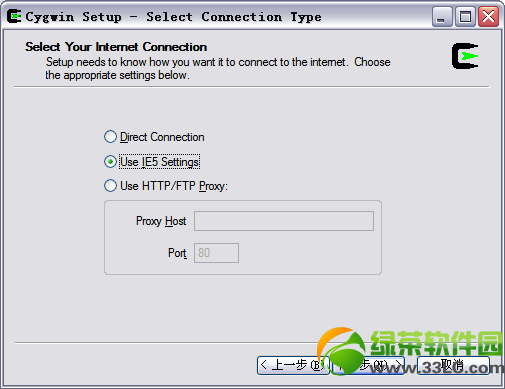 Cygwin Setup - Select Connection Type
Select Your Internet Connection
Setup needs to know how you want it to connect to the internet. Choose
the appropriate settings below.
Direct Connection
Use IE5 Settings
Use HTTP/FTP Proxy:
Proxy Host
Port 80
绿茶软件园
< 上一步(B) 步(N) > 取消
www.33LC.com